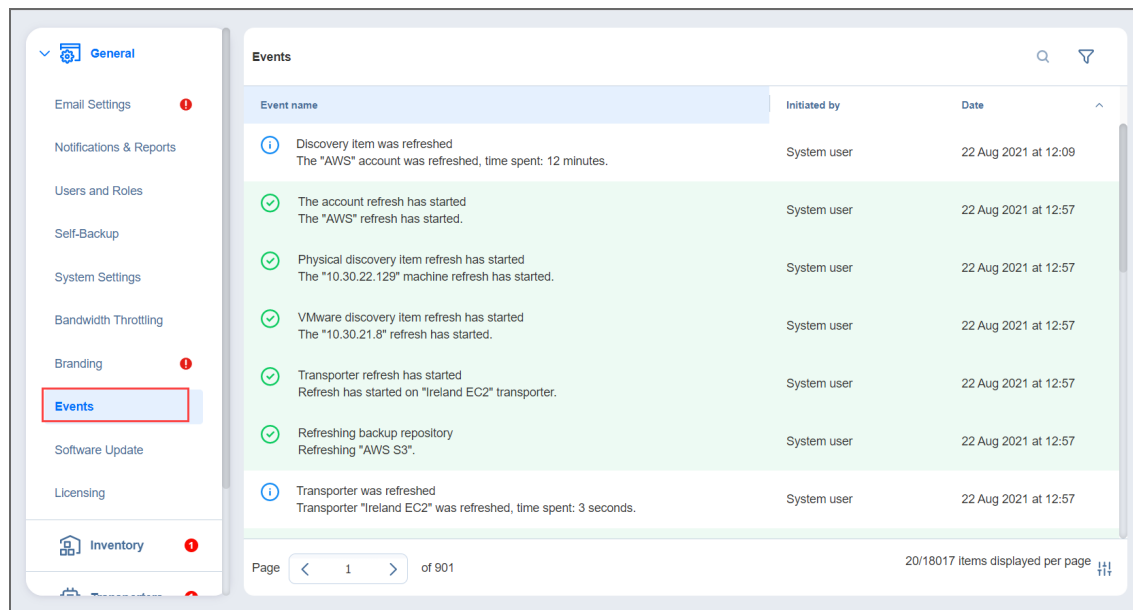 General
Email Settings
Notifications & Reports
Users and Roles
Self-Backup
System Settings
Bandwidth Throttling
Branding
Events
Software Update
Licensing
Inventory 1
Events
Event name Initiated by Date
Discovery item was refreshed
The "AWS" account was refreshed, time spent: 12 minutes.
System user 22 Aug 2021 at 12:09
The account refresh has started
The "AWS" refresh has started.
System user 22 Aug 2021 at 12:57
Physical discovery item refresh has started
The "10.30.22.129" machine refresh has started.
System user 22 Aug 2021 at 12:57
VMware discovery item refresh has started
The "10.30.21.8" refresh has started.
System user 22 Aug 2021 at 12:57
Transporter refresh has started
Refresh has started on "Ireland EC2" transporter.
System user 22 Aug 2021 at 12:57
Refreshing backup repository
Refreshing "AWS S3".
System user 22 Aug 2021 at 12:57
Transporter was refreshed
Transporter "Ireland EC2" was refreshed, time spent: 3 seconds.
System user 22 Aug 2021 at 12:57
Page 1 of 901
20/18017 items displayed per page